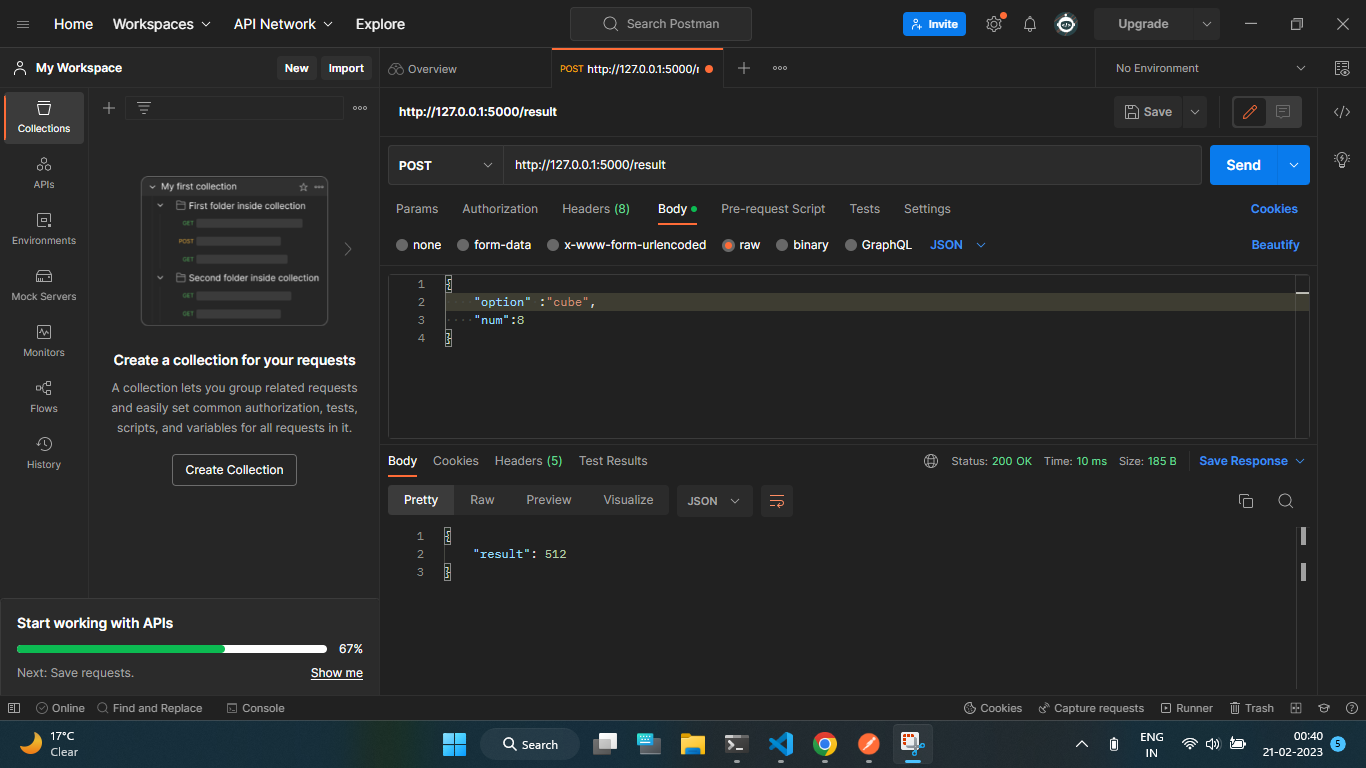 Home Workspaces API Network Explore Search Postman Invite Upgrade
My Workspace New Import Overview POST http://127.0.0.1:5000/r No Environment
Collections
APIs
Environments
Mock Servers
Monitors
Flows
History
My first collection
First folder inside collection
GET
POST
GET
Second folder inside collection
GET
GET
Create a collection for your requests
A collection lets you group related requests
and easily set common authorization, tests,
scripts, and variables for all requests in it.
Create Collection
Start working with APIs
67%
Next: Save requests. Show me
http://127.0.0.1:5000/result Save
POST http://127.0.0.1:5000/result Send
Params Authorization Headers (8) Body Pre-request Script Tests Settings Cookies
none form-data x-www-form-urlencoded raw binary GraphQL JSON Beautify
1 {
2 "option" :"cube",
3 "num":8
4 }
Body Cookies Headers (5) Test Results Status: 200 OK Time: 10 ms Size: 185 B Save Response
Pretty Raw Preview Visualize JSON
1 {
2 "result": 512
3 }
Online Find and Replace Console Cookies Capture requests Runner Trash
17°C
Clear
Search
ENG
IN
00:40
21-02-2023
5